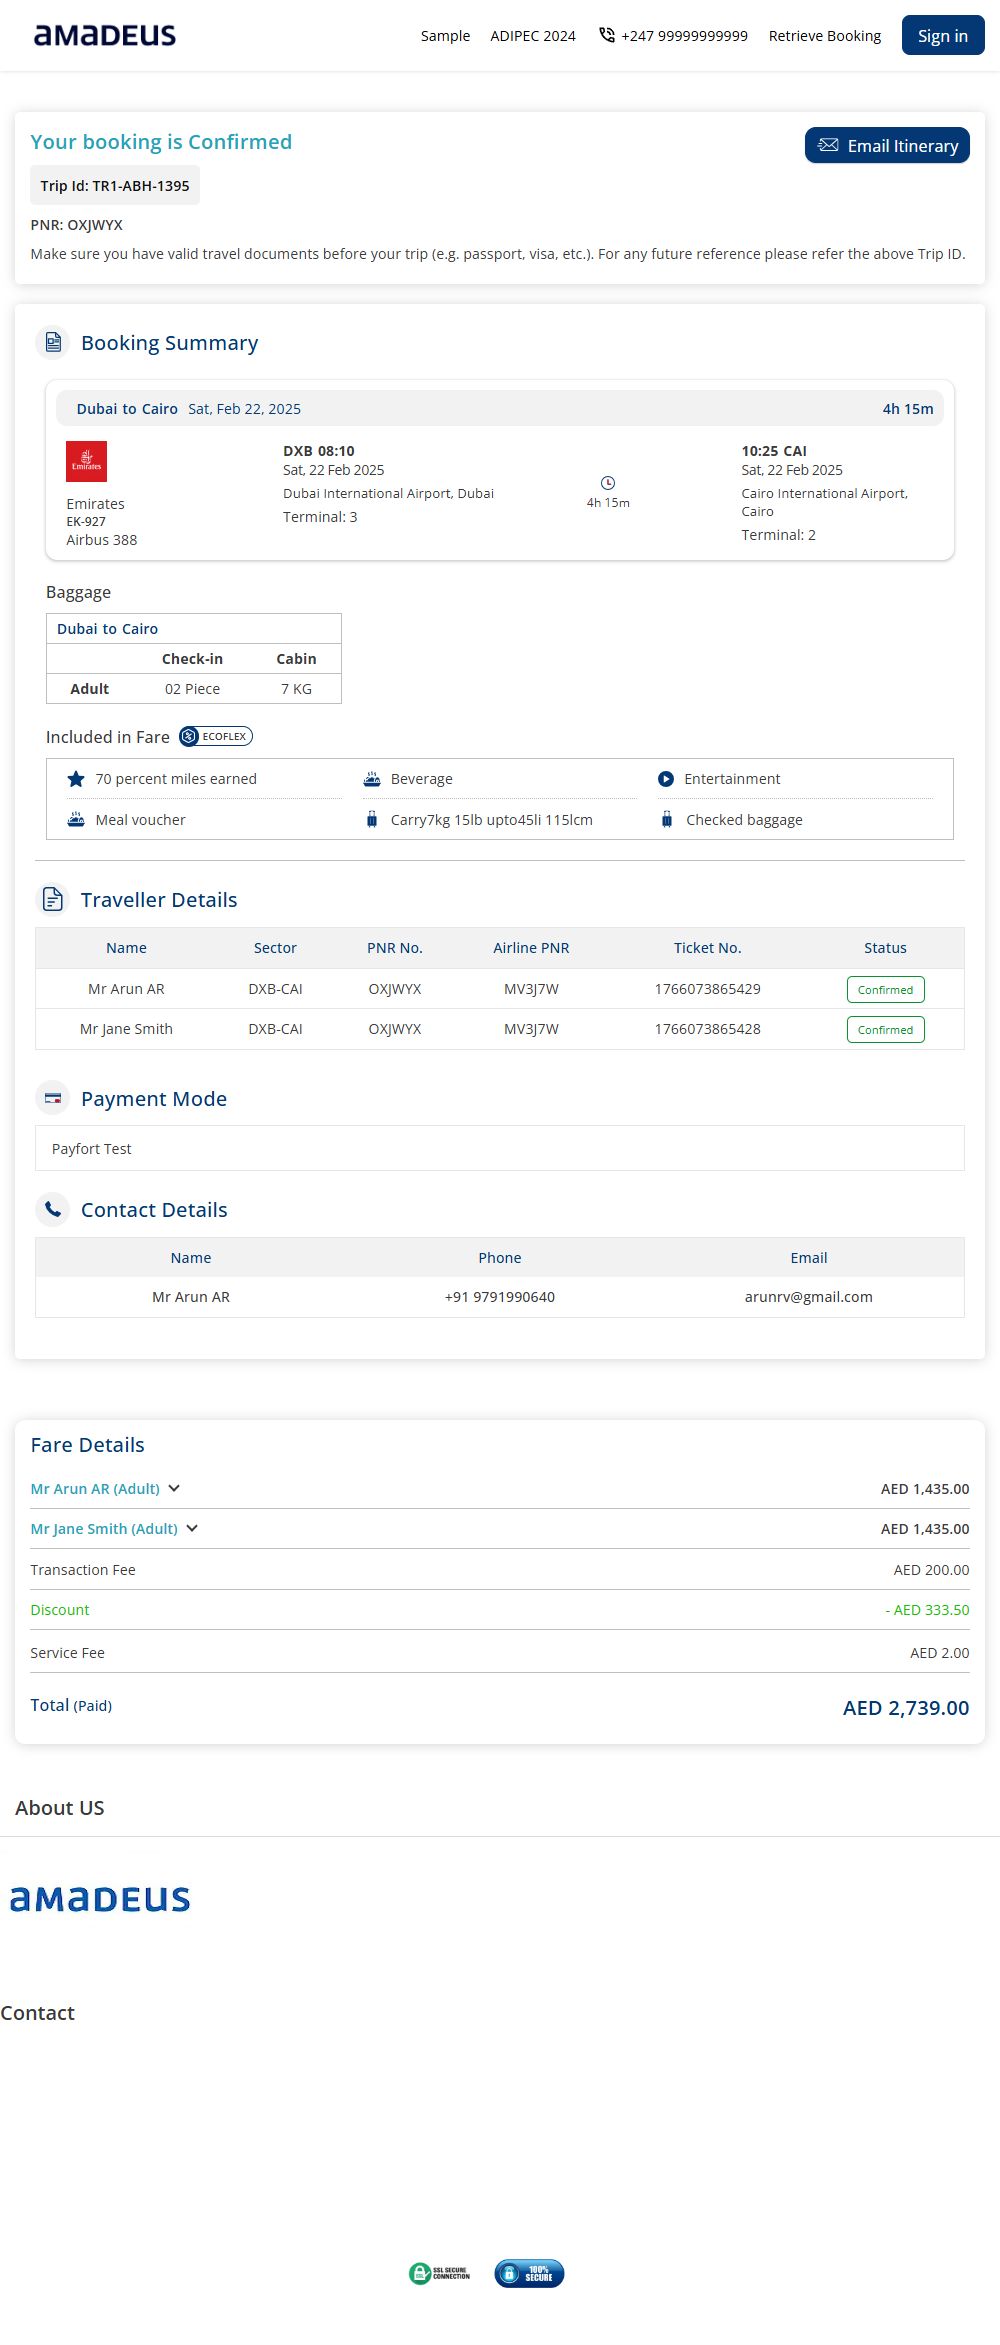 amadeus
Sample ADIPEC 2024 +247 99999999999 Retrieve Booking Sign in
Your booking is Confirmed
Email Itinerary
Trip Id: TR1-ABH-1395
PNR: OXJWYX
Make sure you have valid travel documents before your trip (e.g. passport, visa, etc.). For any future reference please refer the above Trip ID.
Booking Summary
Dubai to Cairo Sat, Feb 22, 2025 4h 15m
Emirates
Emirates
EK-927
Airbus 388
DXB 08:10
Sat, 22 Feb 2025
Dubai International Airport, Dubai
Terminal: 3
4h 15m
10:25 CAI
Sat, 22 Feb 2025
Cairo International Airport,
Cairo
Terminal: 2
Baggage
Dubai to Cairo
Check-in Cabin
Adult 02 Piece 7 KG
Included in Fare ECOFLEX
70 percent miles earned Beverage Entertainment
Meal voucher Carry7kg 15lb upto45li 115lcm Checked baggage
Traveller Details
Name Sector PNR No. Airline PNR Ticket No. Status
Mr Arun AR DXB-CAI OXJWYX MV3J7W 1766073865429 Confirmed
Mr Jane Smith DXB-CAI OXJWYX MV3J7W 1766073865428 Confirmed
Payment Mode
Payfort Test
Contact Details
Name Phone Email
Mr Arun AR +91 9791990640 arunrv@gmail.com
Fare Details
Mr Arun AR (Adult) AED 1,435.00
Mr Jane Smith (Adult) AED 1,435.00
Transaction Fee AED 200.00
Discount - AED 333.50
Service Fee AED 2.00
Total (Paid) AED 2,739.00
About US
amadeus
Contact
SSL SECURE
CONNECTION
100%
SECURE